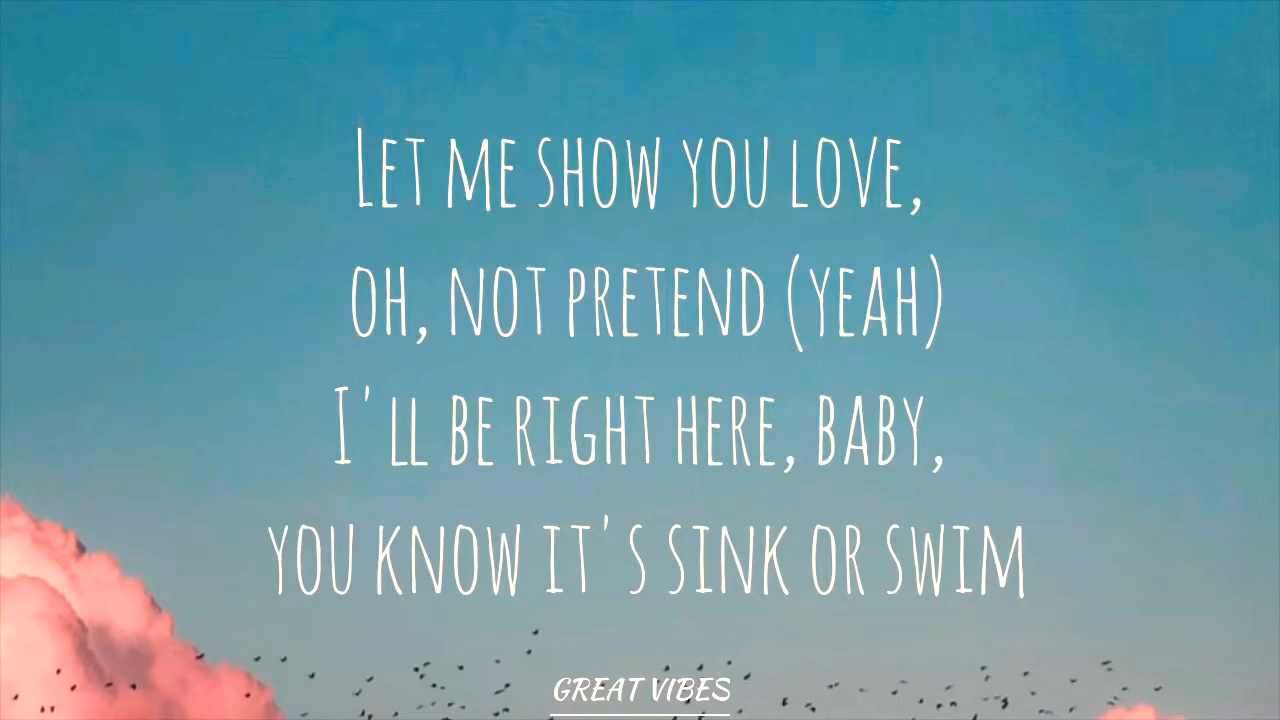 Let me show you love,
oh, not pretend (yeah)
I'll be right here, baby,
you know it's sink or swim
GREAT VIBES